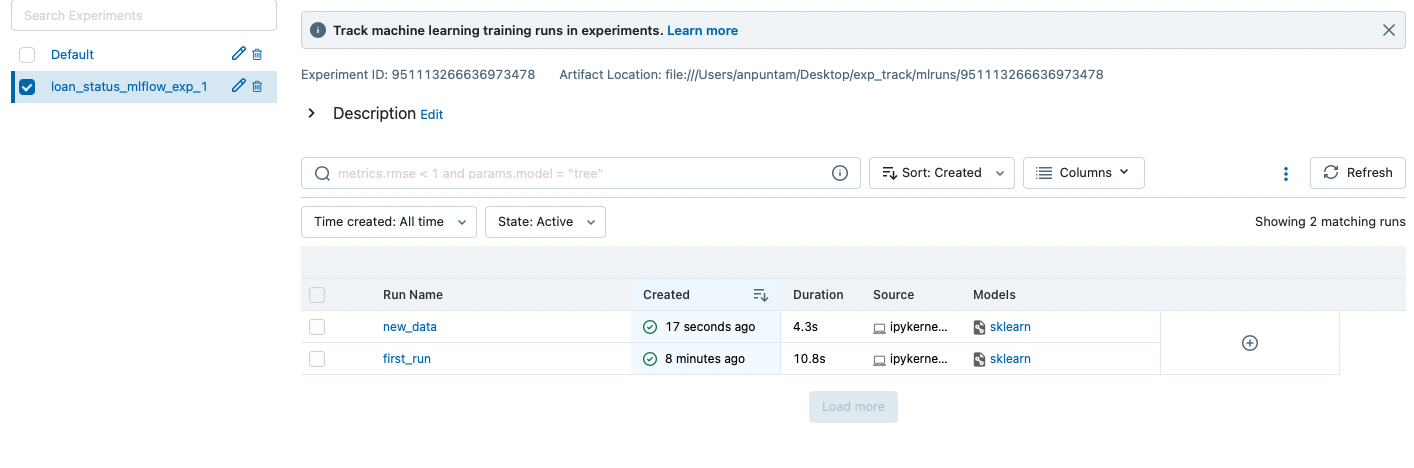 Search Experiments
Default
loan_status_mlflow_exp_1
Track machine learning training runs in experiments. Learn more
Experiment ID: 951113266636973478 Artifact Location: file:///Users/anpuntam/Desktop/exp_track/mlruns/951113266636973478
Description Edit
metrics.rmse < 1 and params.model = "tree" Sort: Created Columns Refresh
Time created: All time State: Active Showing 2 matching runs
Run Name Created Duration Source Models
new_data 17 seconds ago 4.3s ipykerne... sklearn
first_run 8 minutes ago 10.8s ipykerne... sklearn
Load more